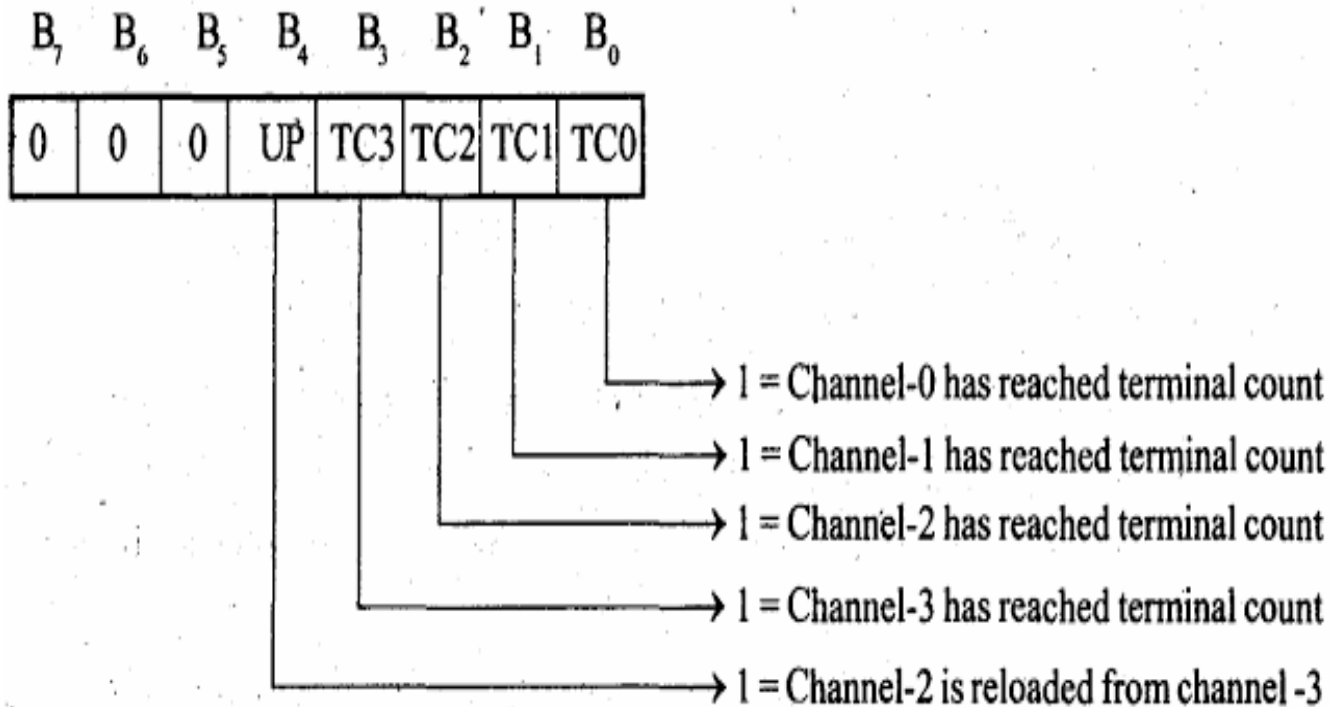 B₇ B₆ B₅ B₄ B₃ B₂ B₁ B₀
0 0 0 UP TC3 TC2 TC1 TC0
1 = Channel-0 has reached terminal count
1 = Channel-1 has reached terminal count
1 = Channel-2 has reached terminal count
1 = Channel-3 has reached terminal count
1 = Channel-2 is reloaded from channel -3